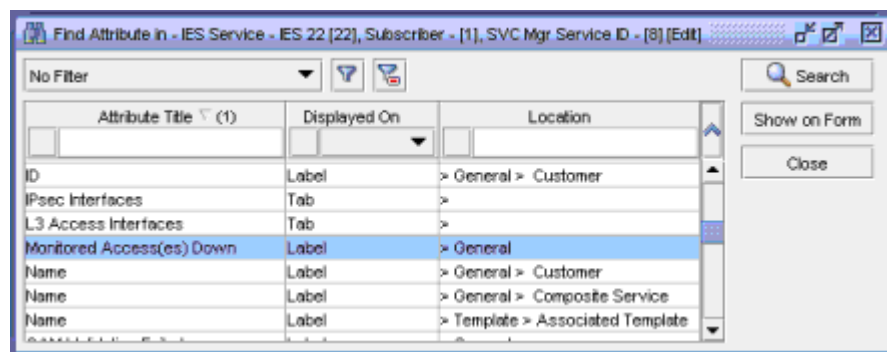 Find Attribute in - IES Service - IES 22 [22], Subscriber - [1], SVC Mgr Service ID - [8] [Edit]
No Filter
Search
Attribute Title (1) Displayed On Location
Show on Form
Close
ID Label > General > Customer
IPsec Interfaces Tab >
L3 Access Interfaces Tab >
Monitored Access(es) Down Label > General
Name Label > General > Customer
Name Label > General > Composite Service
Name Label > Template > Associated Template